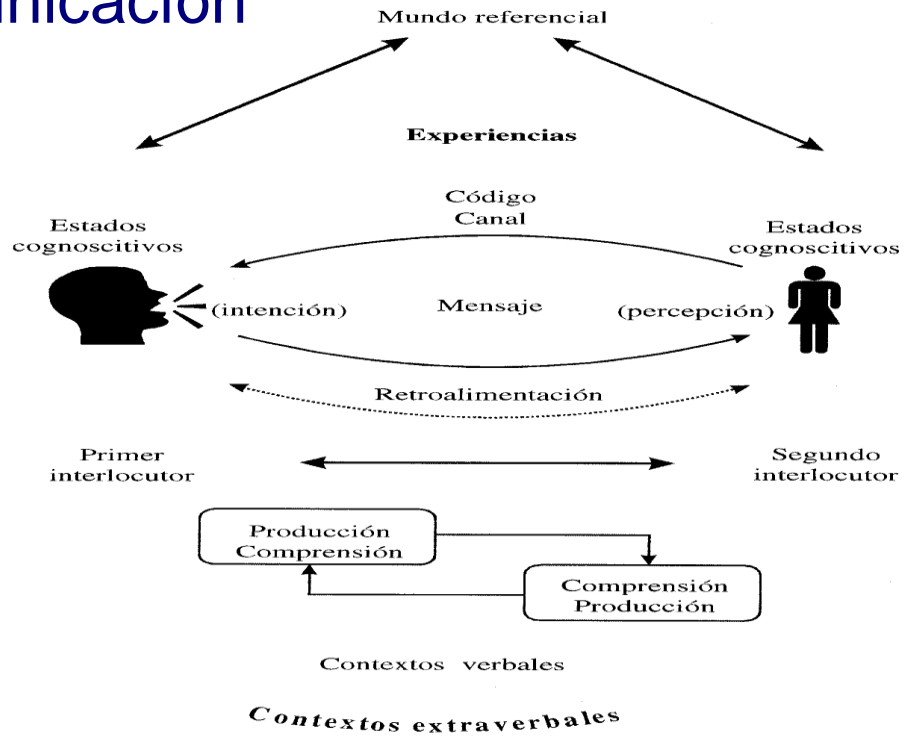 Mundo referencial
Experiencias
Código
Canal
Estados
cognoscitivos
Estados
cognoscitivos
(intención)
Mensaje
(percepción)
Retroalimentación
Primer
interlocutor
Segundo
interlocutor
Producción
Comprensión
Comprensión
Producción
Contextos verbales
Contextos extraverbales